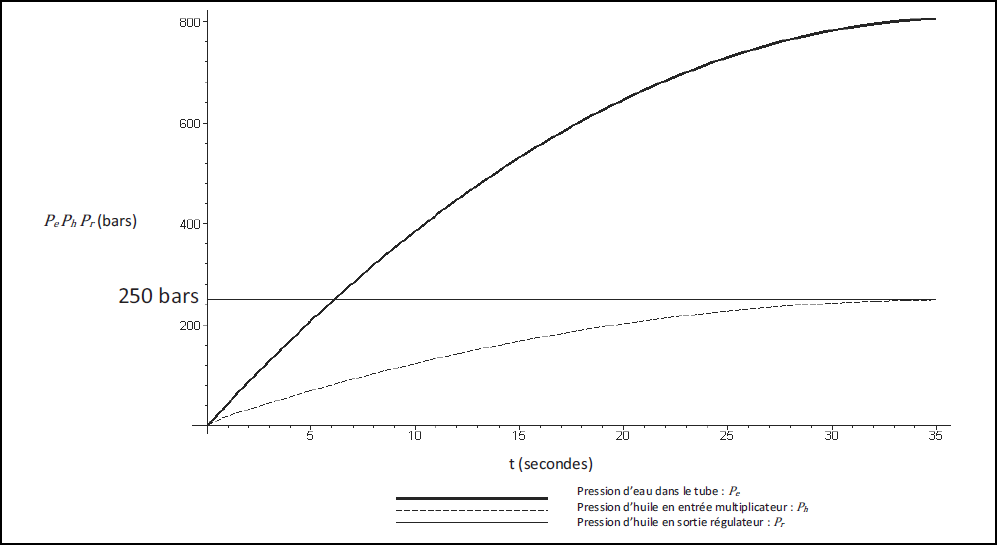 800
600
Pₑ Pₕ Pᵣ (bars)
400
250 bars
200
5 10 15 20 25 30 35
t (secondes)
Pression d’eau dans le tube : Pₑ
Pression d’huile en entrée multiplicateur : Pₕ
Pression d’huile en sortie régulateur : Pᵣ